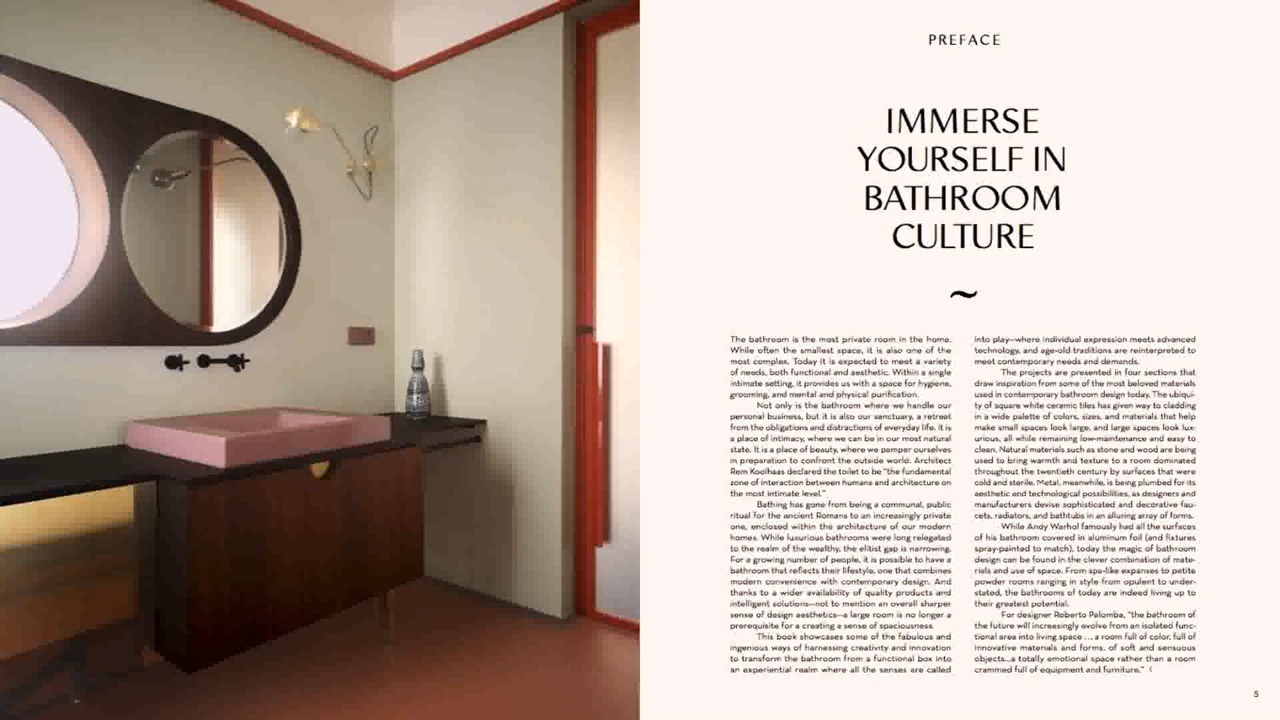 PREFACE
IMMERSE
YOURSELF IN
BATHROOM
CULTURE
~
The bathroom is the most private room in the home.
While often the smallest space, it is also one of the
most complex. Today it is expected to meet a variety
of needs, both functional and aesthetic. Within a single
intimate setting, it provides us with a space for hygiene,
grooming, and mental and physical purification.
Not only is the bathroom where we handle our
personal business, but it is also our sanctuary, a retreat
from the obligations and distractions of everyday life. It is
a place of intimacy, where we can be in our most natural
state. It is a place of beauty, where we pamper ourselves
in preparation to confront the outside world. Architect
Rem Koolhaas declared the toilet to be “the fundamental
zone of interaction between humans and architecture on
the most intimate level.”
Bathing has gone from being a communal, public
ritual for the ancient Romans to an increasingly private
one, enclosed within the architecture of our modern
homes. While luxurious bathrooms were long relegated
to the realm of the wealthy, the elitist gap is narrowing.
For a growing number of people, it is possible to have a
bathroom that reflects their lifestyle, one that combines
modern convenience with contemporary design. And
thanks to a wider availability of quality products and
intelligent solutions—not to mention an overall sharper
sense of design aesthetics—a large room is no longer a
prerequisite for a creating a sense of spaciousness.
This book showcases some of the fabulous and
ingenious ways of harnessing creativity and innovation
to transform the bathroom from a functional box into
an experiential realm where all the senses are called
into play—where individual expression meets advanced
technology, and age-old traditions are reinterpreted to
meet contemporary needs and demands.
The projects are presented in four sections that
draw inspiration from some of the most beloved materials
used in contemporary bathroom design today. The ubiqui-
ty of square white ceramic tiles has given way to cladding
in a wide palette of colors, sizes, and materials that help
make small spaces look large, and large spaces look lux-
urious, all while remaining low-maintenance and easy to
clean. Natural materials such as stone and wood are being
used to bring warmth and texture to a room dominated
throughout the twentieth century by surfaces that were
cold and sterile. Metal, meanwhile, is being plumbed for its
aesthetic and technological possibilities, as designers and
manufacturers devise sophisticated and decorative fau-
cets, radiators, and bathtubs in an alluring array of forms.
While Andy Warhol famously had all the surfaces
of his bathroom covered in aluminum foil (and fixtures
spray-painted to match), today the magic of bathroom
design can be found in the clever combination of mate-
rials and use of space. From spa-like expanses to petite
powder rooms ranging in style from opulent to under-
stated, the bathrooms of today are indeed living up to
their greatest potential.
For designer Roberto Palomba, “the bathroom of
the future will increasingly evolve from an isolated func-
tional area into living space ... a room full of color, full of
innovative materials and forms, of soft and sensuous
objects...a totally emotional space rather than a room
crammed full of equipment and furniture.”
5